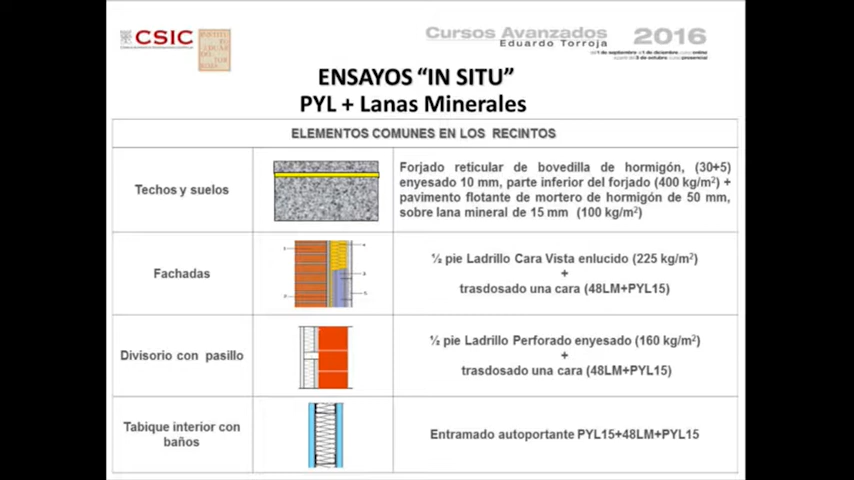 CSIC
Cursos Avanzados 2016
Eduardo Torroja
ENSAYOS “IN SITU”
PYL + Lanas Minerales
ELEMENTOS COMUNES EN LOS RECINTOS
Techos y suelos
Forjado reticular de bovedilla de hormigón, (30+5)
enyesado 10 mm, parte inferior del forjado (400 kg/m²) +
pavimento flotante de mortero de hormigón de 50 mm,
sobre lana mineral de 15 mm (100 kg/m²)
Fachadas
½ pie Ladrillo Cara Vista enlucido (225 kg/m²)
+
trasdosado una cara (48LM+PYL15)
Divisorio con pasillo
½ pie Ladrillo Perforado enyesado (160 kg/m²)
+
trasdosado una cara (48LM+PYL15)
Tabique interior con
baños
Entramado autoportante PYL15+48LM+PYL15